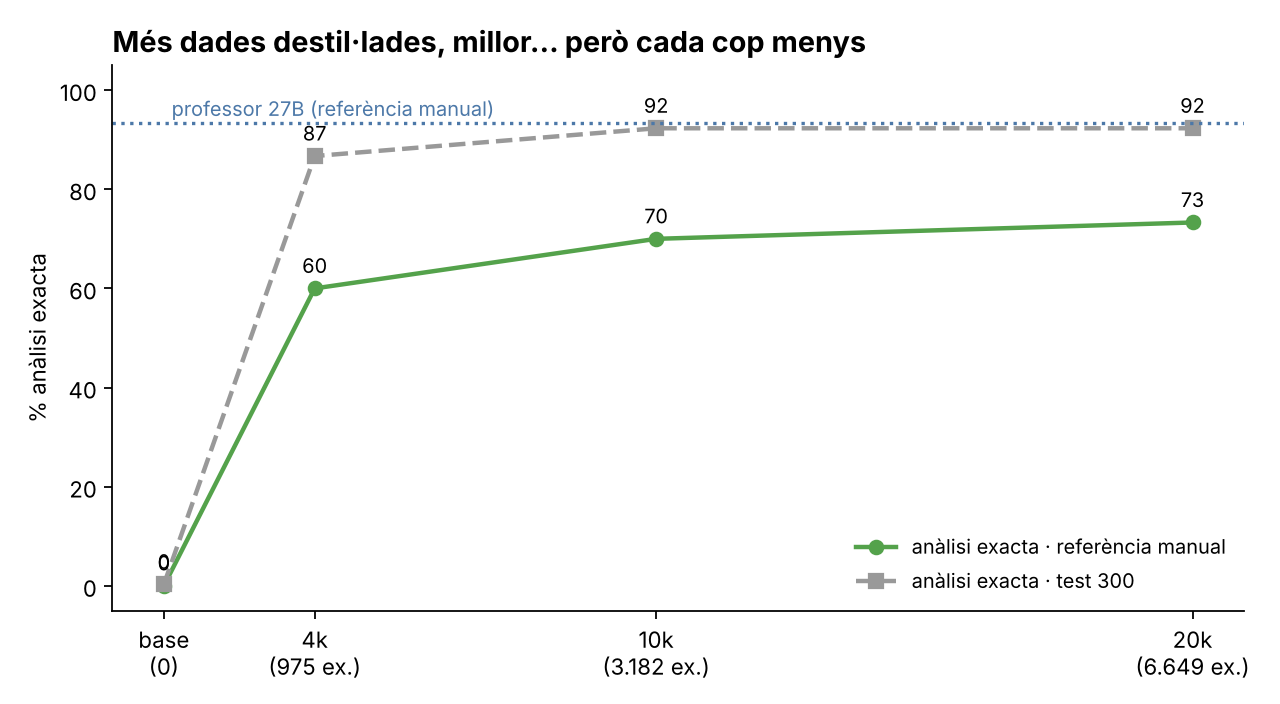 Més dades destil·lades, millor… però cada cop menys
% anàlisi exacta
100
80
60
40
20
0
professor 27B (referència manual)
87
92
92
60
70
73
0
0
anàlisi exacta · referència manual
anàlisi exacta · test 300
base
(0)
4k
(975 ex.)
10k
(3.182 ex.)
20k
(6.649 ex.)